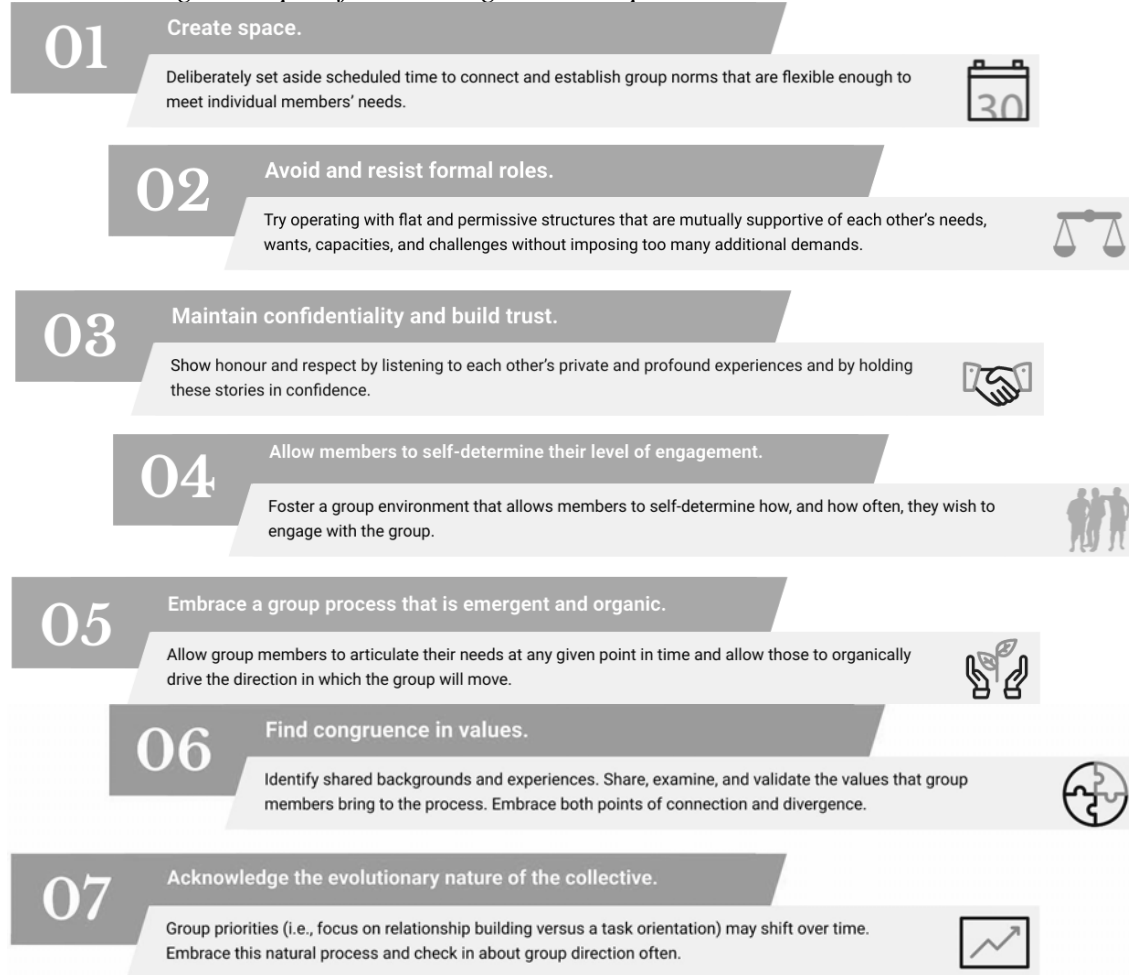 01
Create space.
Deliberately set aside scheduled time to connect and establish group norms that are flexible enough to
meet individual members’ needs.
30
02
Avoid and resist formal roles.
Try operating with flat and permissive structures that are mutually supportive of each other’s needs,
wants, capacities, and challenges without imposing too many additional demands.
03
Maintain confidentiality and build trust.
Show honour and respect by listening to each other’s private and profound experiences and by holding
these stories in confidence.
04
Allow members to self-determine their level of engagement.
Foster a group environment that allows members to self-determine how, and how often, they wish to
engage with the group.
05
Embrace a group process that is emergent and organic.
Allow group members to articulate their needs at any given point in time and allow those to organically
drive the direction in which the group will move.
06
Find congruence in values.
Identify shared backgrounds and experiences. Share, examine, and validate the values that group
members bring to the process. Embrace both points of connection and divergence.
07
Acknowledge the evolutionary nature of the collective.
Group priorities (i.e., focus on relationship building versus a task orientation) may shift over time.
Embrace this natural process and check in about group direction often.